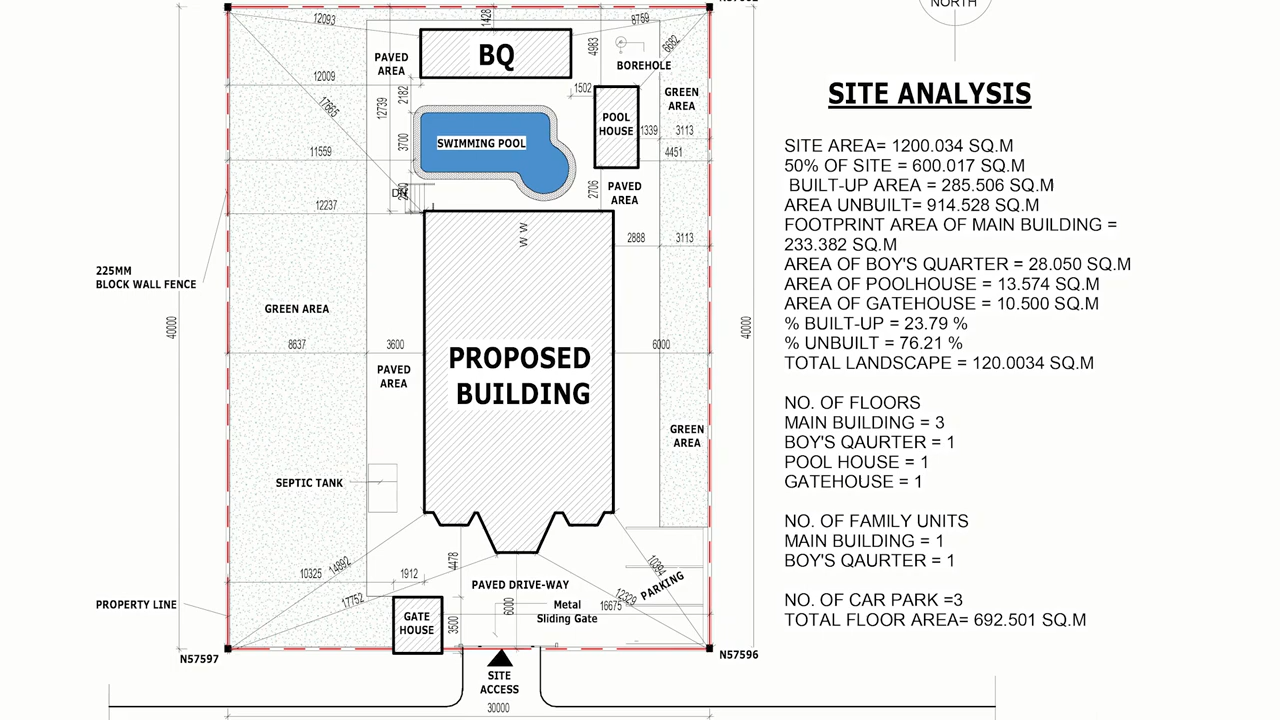 NORTH
12093
1428
8759
BQ
4983
6682
PAVED
AREA
BOREHOLE
SITE ANALYSIS
12009
1502
GREEN
AREA
2182
17665
12739
POOL
HOUSE
1339
3113
3700
SWIMMING POOL
11559
4451
2706
PAVED
AREA
12237
W W
2888
3113
225MM
BLOCK WALL FENCE
GREEN AREA
40000
40000
8637
3600
6000
PROPOSED
BUILDING
PAVED
AREA
GREEN
AREA
SEPTIC TANK
14892
4478
10394
10325
1912
PAVED DRIVE-WAY
PARKING
17752
12229
PROPERTY LINE
6000
Metal
Sliding Gate
16675
GATE
HOUSE
3500
N57597
N57596
SITE
ACCESS
30000
SITE AREA= 1200.034 SQ.M
50% OF SITE = 600.017 SQ.M
BUILT-UP AREA = 285.506 SQ.M
AREA UNBUILT= 914.528 SQ.M
FOOTPRINT AREA OF MAIN BUILDING =
233.382 SQ.M
AREA OF BOY'S QUARTER = 28.050 SQ.M
AREA OF POOLHOUSE = 13.574 SQ.M
AREA OF GATEHOUSE = 10.500 SQ.M
% BUILT-UP = 23.79 %
% UNBUILT = 76.21 %
TOTAL LANDSCAPE = 120.0034 SQ.M
NO. OF FLOORS
MAIN BUILDING = 3
BOY'S QAURTER = 1
POOL HOUSE = 1
GATEHOUSE = 1
NO. OF FAMILY UNITS
MAIN BUILDING = 1
BOY'S QAURTER = 1
NO. OF CAR PARK =3
TOTAL FLOOR AREA= 692.501 SQ.M